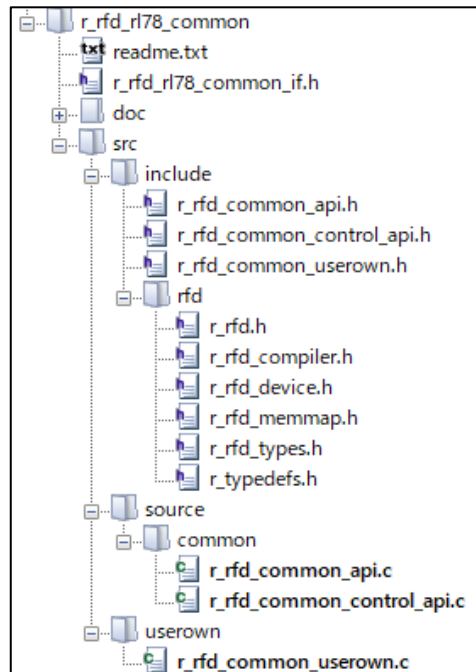 r_rfd_rl78_common
txt readme.txt
h r_rfd_rl78_common_if.h
doc
src
include
h r_rfd_common_api.h
h r_rfd_common_control_api.h
h r_rfd_common_userown.h
rfd
h r_rfd.h
h r_rfd_compiler.h
h r_rfd_device.h
h r_rfd_memmap.h
h r_rfd_types.h
h r_typedefs.h
source
common
c r_rfd_common_api.c
c r_rfd_common_control_api.c
userown
c r_rfd_common_userown.c